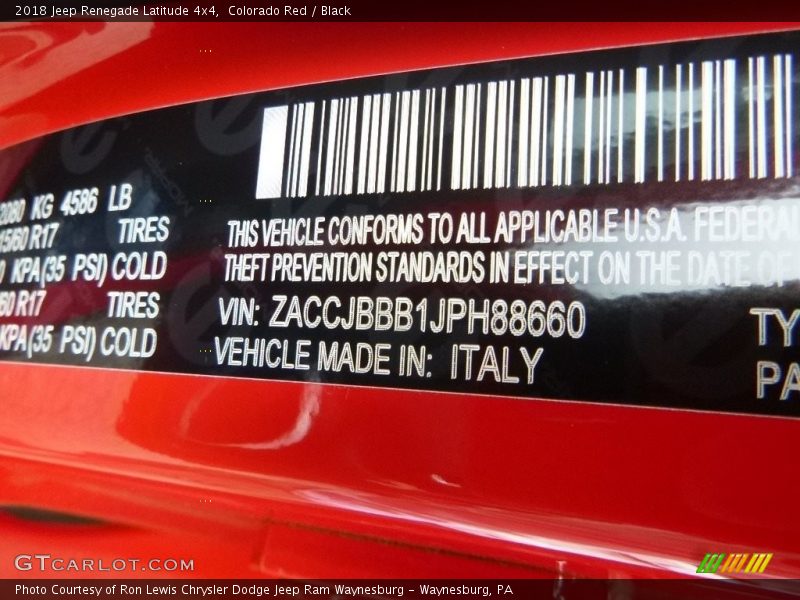 2018 Jeep Renegade Latitude 4x4,  Colorado Red / Black
2080 KG 4586 LB
R17 TIRES
KPA(35 PSI) COLD
R17 TIRES
KPA(35 PSI) COLD
THIS VEHICLE CONFORMS TO ALL APPLICABLE U.S.A. FEDERAL
THEFT PREVENTION STANDARDS IN EFFECT ON THE DATE OF
VIN: ZACCJBBB1JPH88660
VEHICLE MADE IN: ITALY
TY
PA
GTCARLOT.COM
Photo Courtesy of Ron Lewis Chrysler Dodge Jeep Ram Waynesburg - Waynesburg, PA